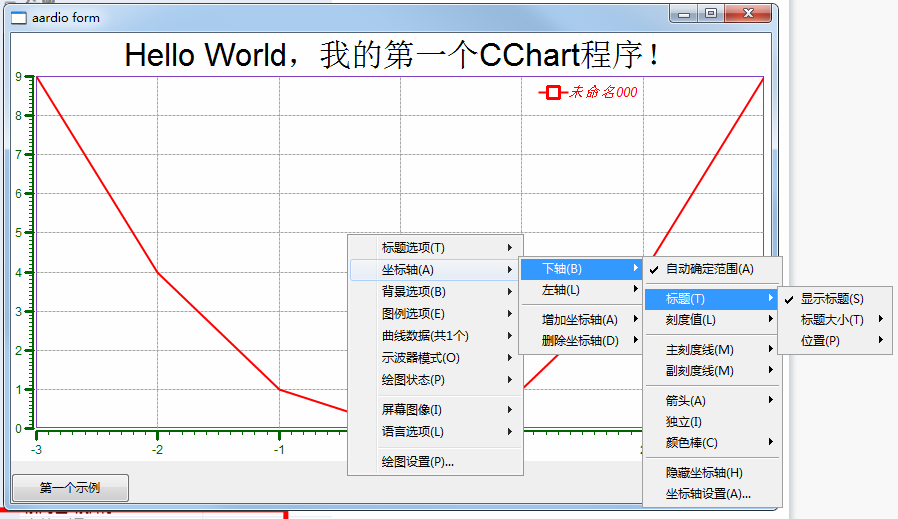 aardio form
Hello World，我的第一个CChart程序！
未命名000
9
8
7
6
5
4
3
2
1
0
-3
-2
-1
标题选项(T)
坐标轴(A)
背景选项(B)
图例选项(E)
曲线数据(共1个)
示波器模式(O)
绘图状态(P)
屏幕图像(I)
语言选项(L)
绘图设置(P)...
下轴(B)
左轴(L)
增加坐标轴(A)
删除坐标轴(D)
自动确定范围(A)
标题(T)
刻度值(L)
主刻度线(M)
副刻度线(M)
箭头(A)
独立(I)
颜色棒(C)
隐藏坐标轴(H)
坐标轴设置(A)...
显示标题(S)
标题大小(T)
位置(P)
第一个示例